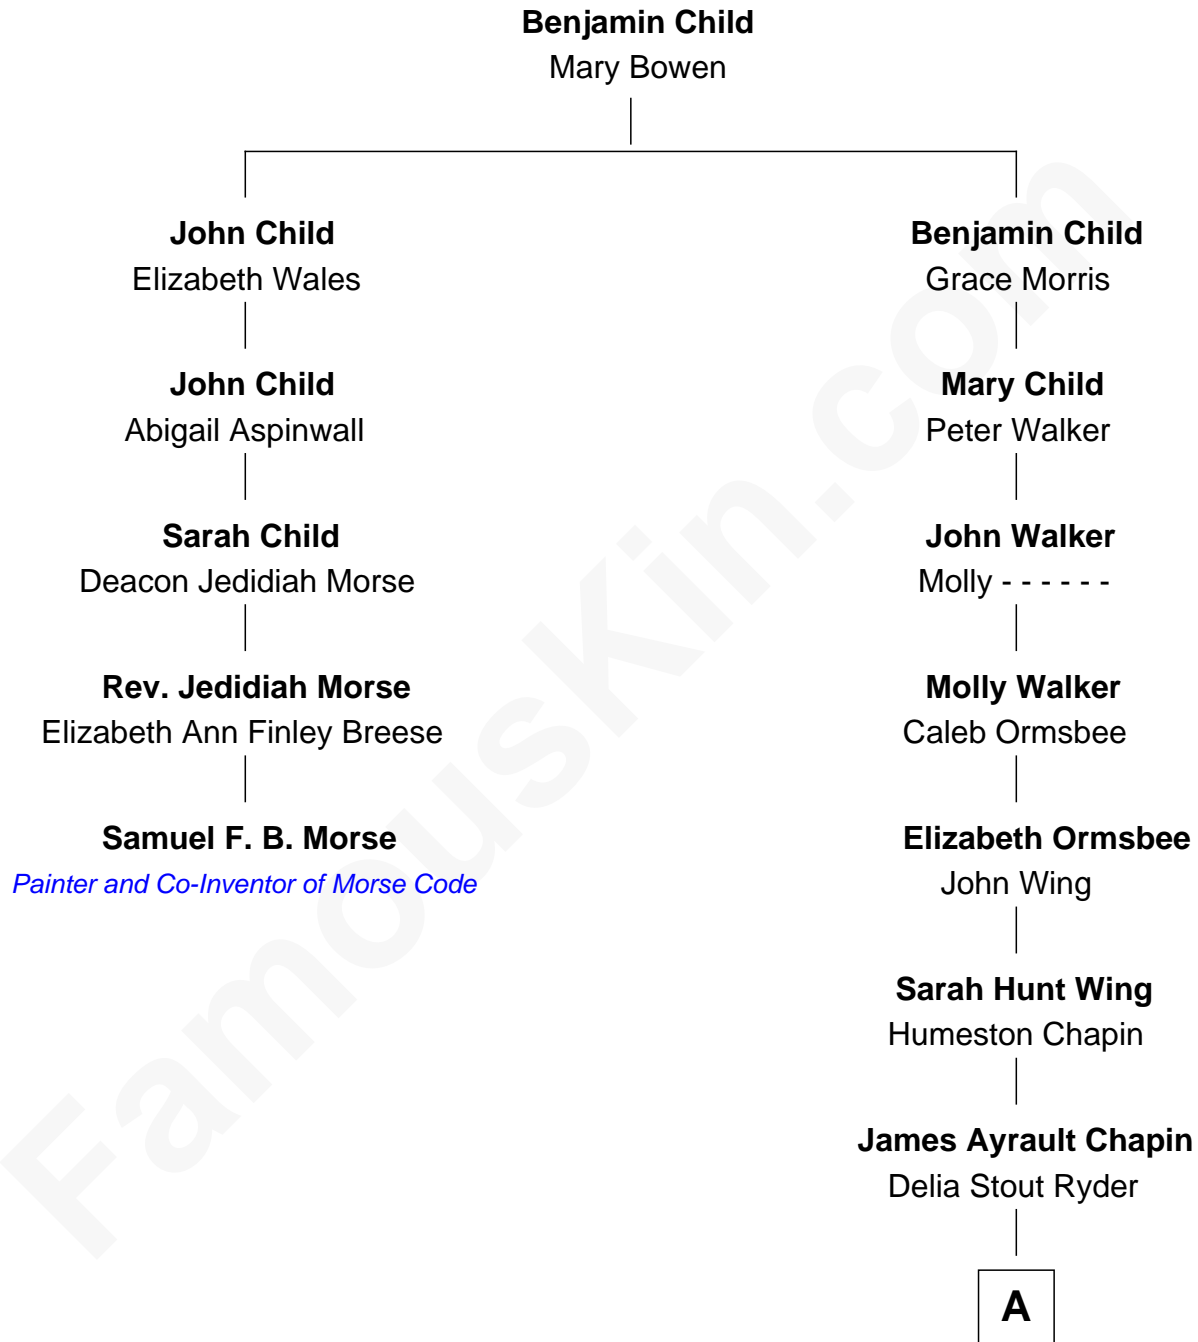 Benjamin Child
Mary Bowen
John Child
Elizabeth Wales
Benjamin Child
Grace Morris
John Child
Abigail Aspinwall
Mary Child
Peter Walker
Sarah Child
Deacon Jedidiah Morse
John Walker
Molly - - - - - -
Rev. Jedidiah Morse
Elizabeth Ann Finley Breese
Molly Walker
Caleb Ormsbee
Samuel F. B. Morse
Painter and Co-Inventor of Morse Code
Elizabeth Ormsbee
John Wing
Sarah Hunt Wing
Humeston Chapin
James Ayrault Chapin
Delia Stout Ryder
A
FamousKin.com